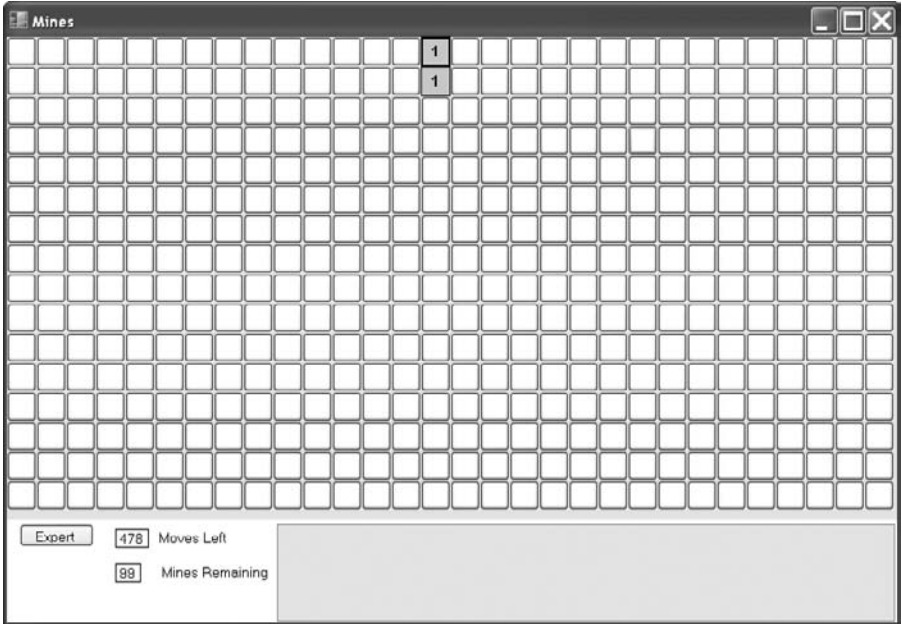 Mines
1
1
Expert
478 Moves Left
99 Mines Remaining